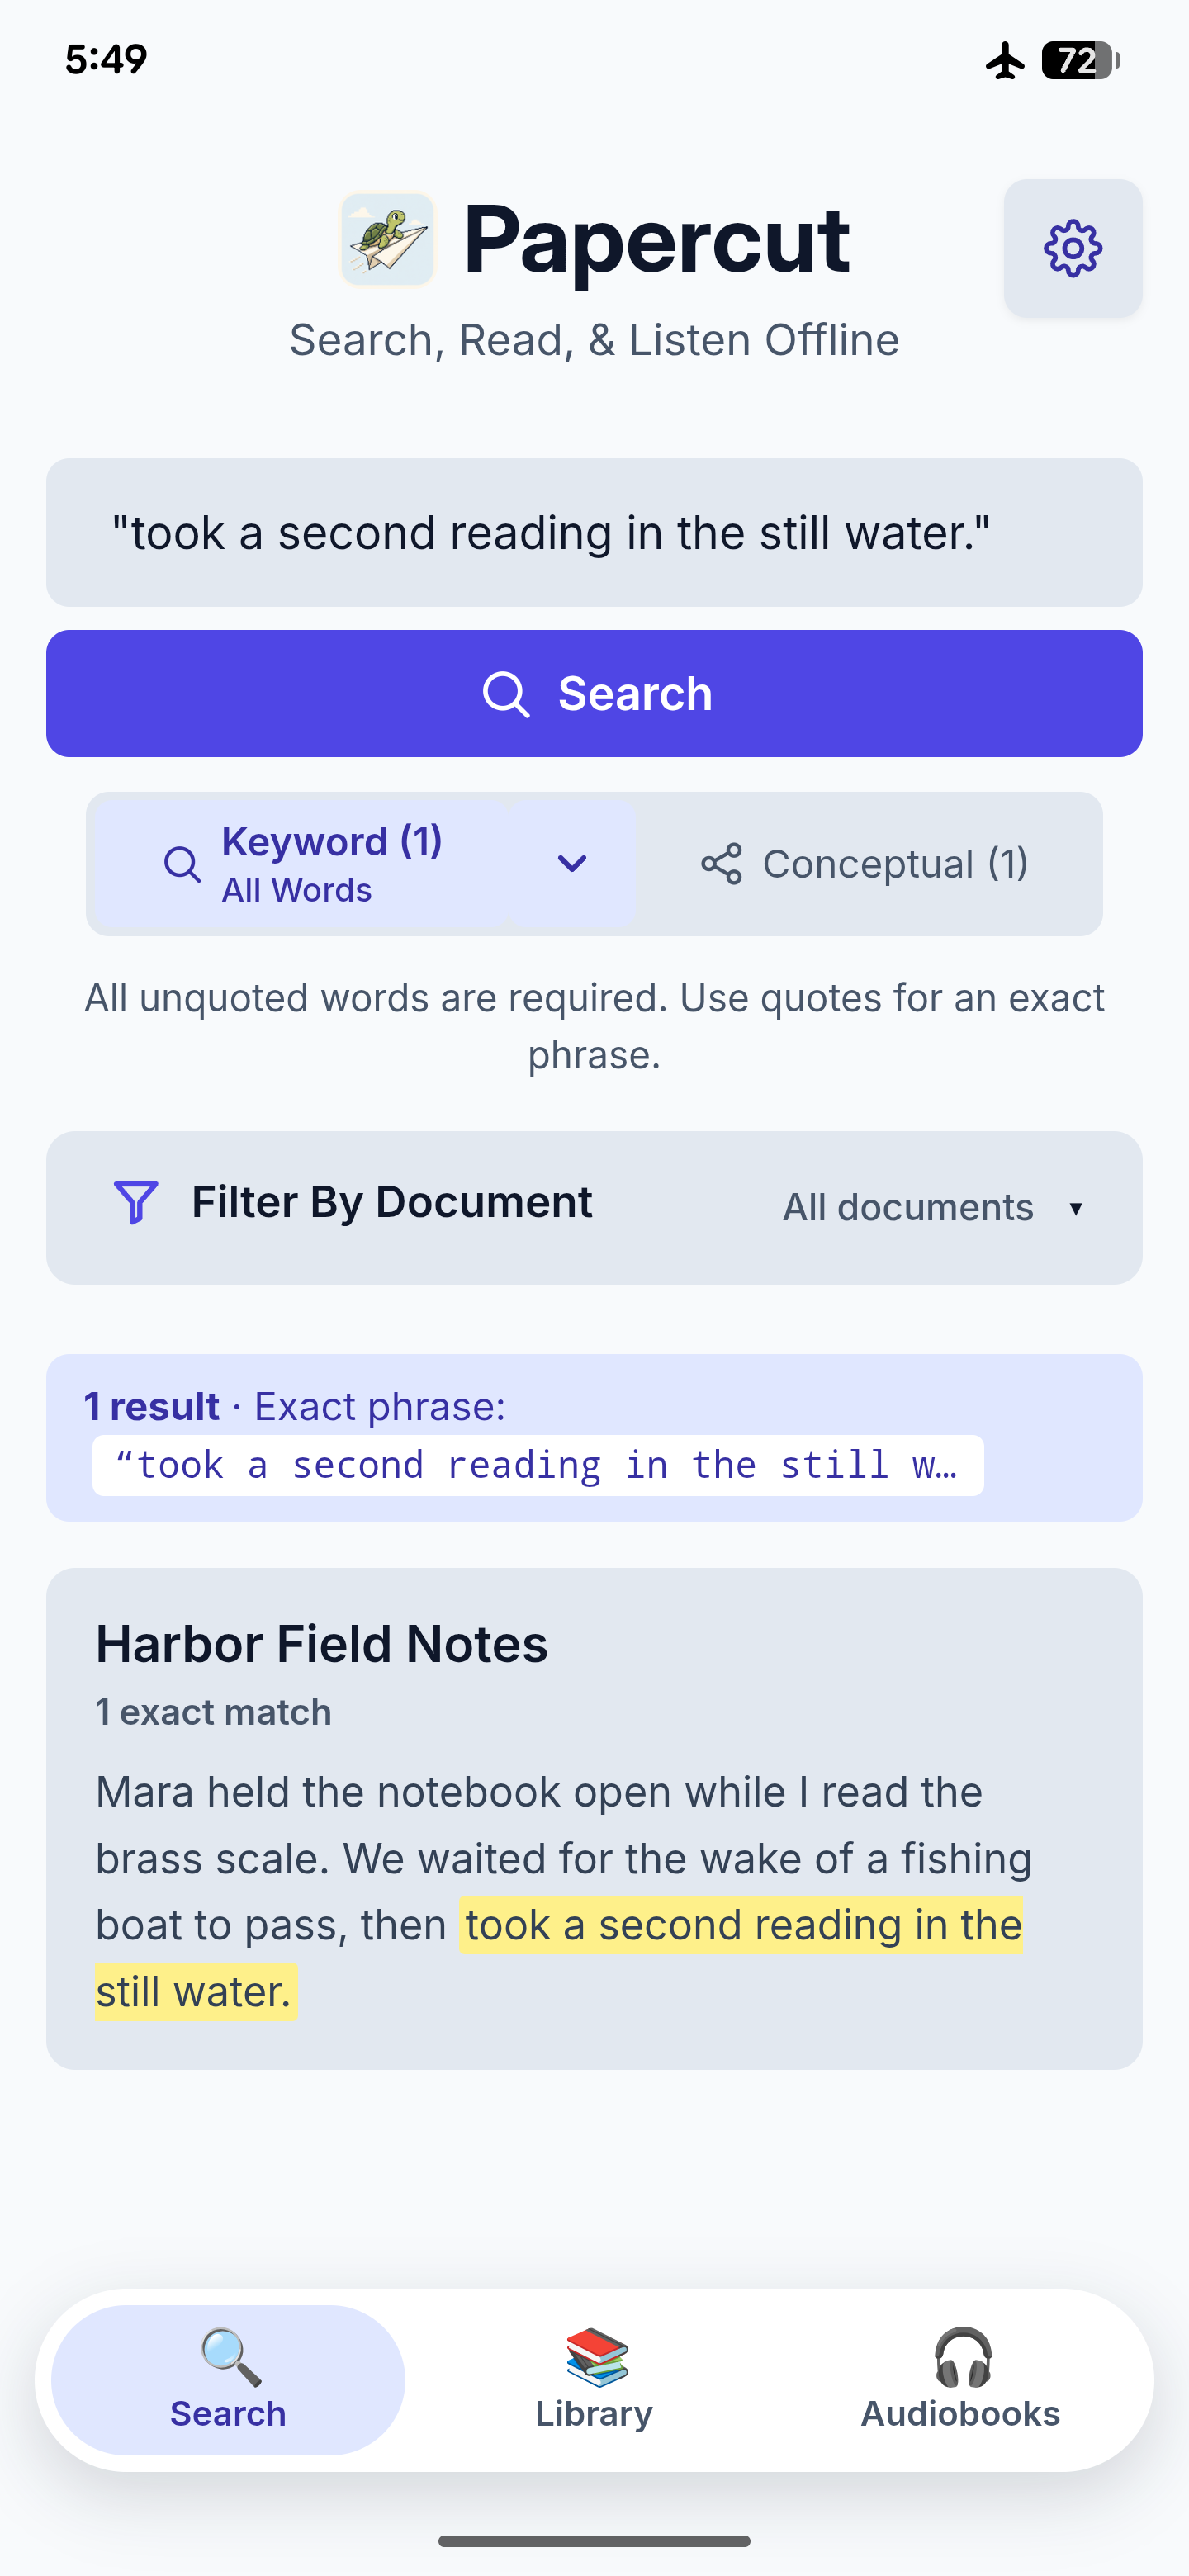 5:49
72
Papercut
Search, Read, & Listen Offline
"took a second reading in the still water."
Search
Keyword (1)
All Words
Conceptual (1)
All unquoted words are required. Use quotes for an exact
phrase.
Filter By Document
All documents
1 result · Exact phrase:
“took a second reading in the still w…
Harbor Field Notes
1 exact match
Mara held the notebook open while I read the
brass scale. We waited for the wake of a fishing
boat to pass, then took a second reading in the
still water.
Search
Library
Audiobooks